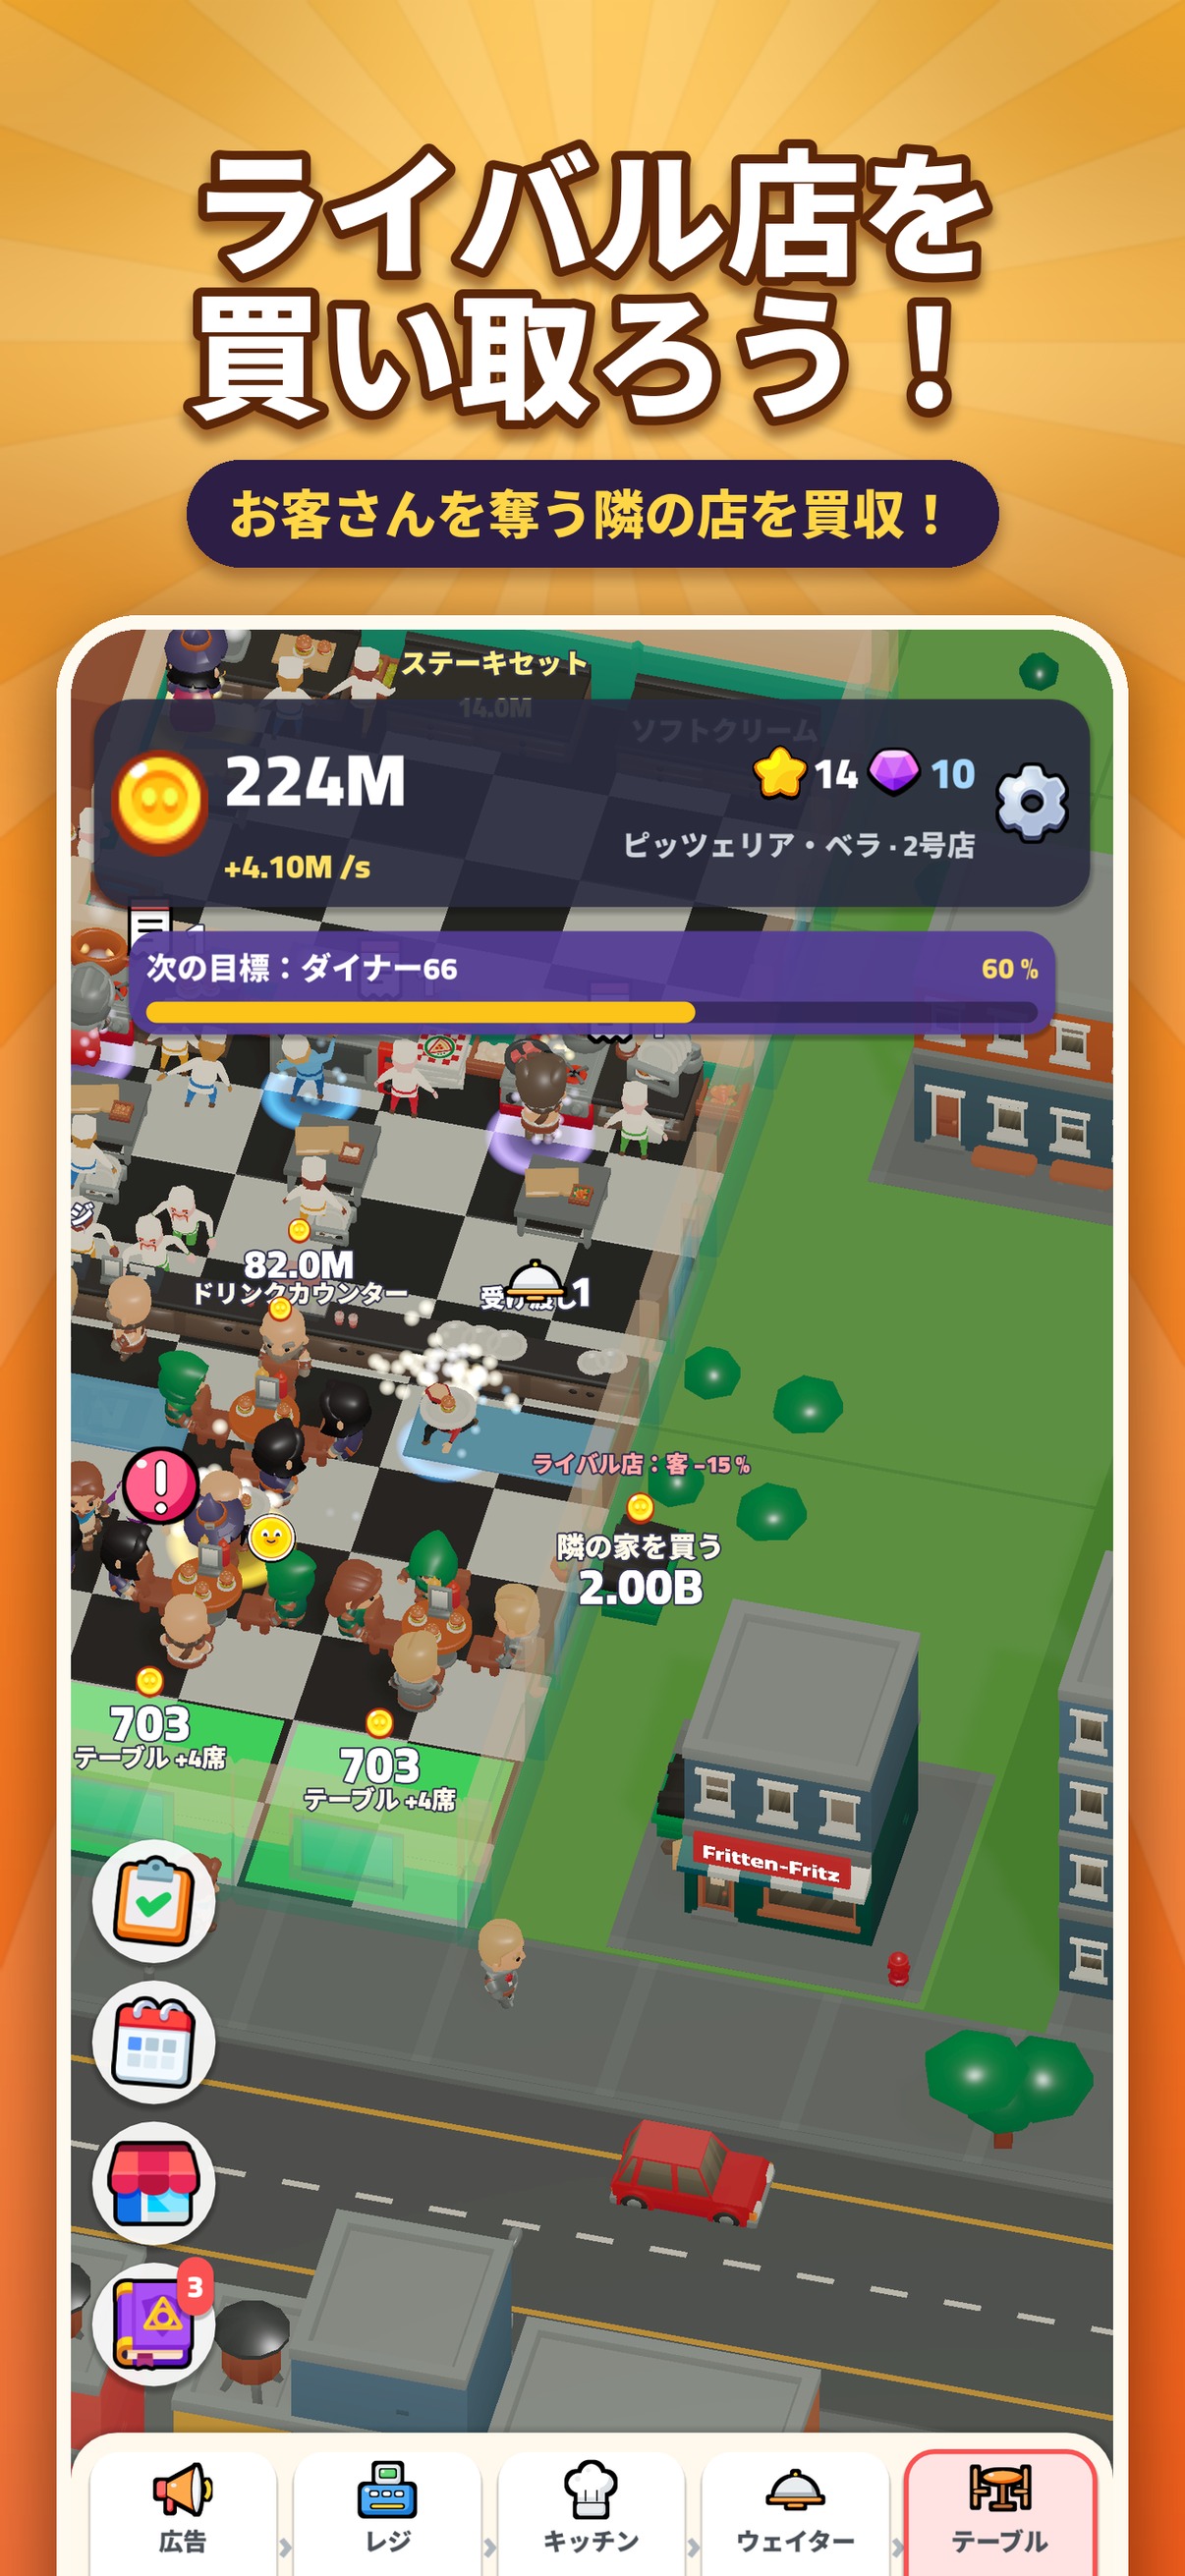 ライバル店を
買い取ろう！
お客さんを奪う隣の店を買収！
ステーキセット
14.0M
ソフトクリーム
224M
14
10
+4.10M /s
ピッツェリア・ベラ · 2号店
1
次の目標：ダイナー66
60 %
1
ジ
82.0M
ドリンクカウンター
1
ライバル店：客 -15 %
隣の家を買う
2.00B
703
テーブル +4席
703
テーブル +4席
Fritten-Fritz
3
広告
レジ
キッチン
ウェイター
テーブル